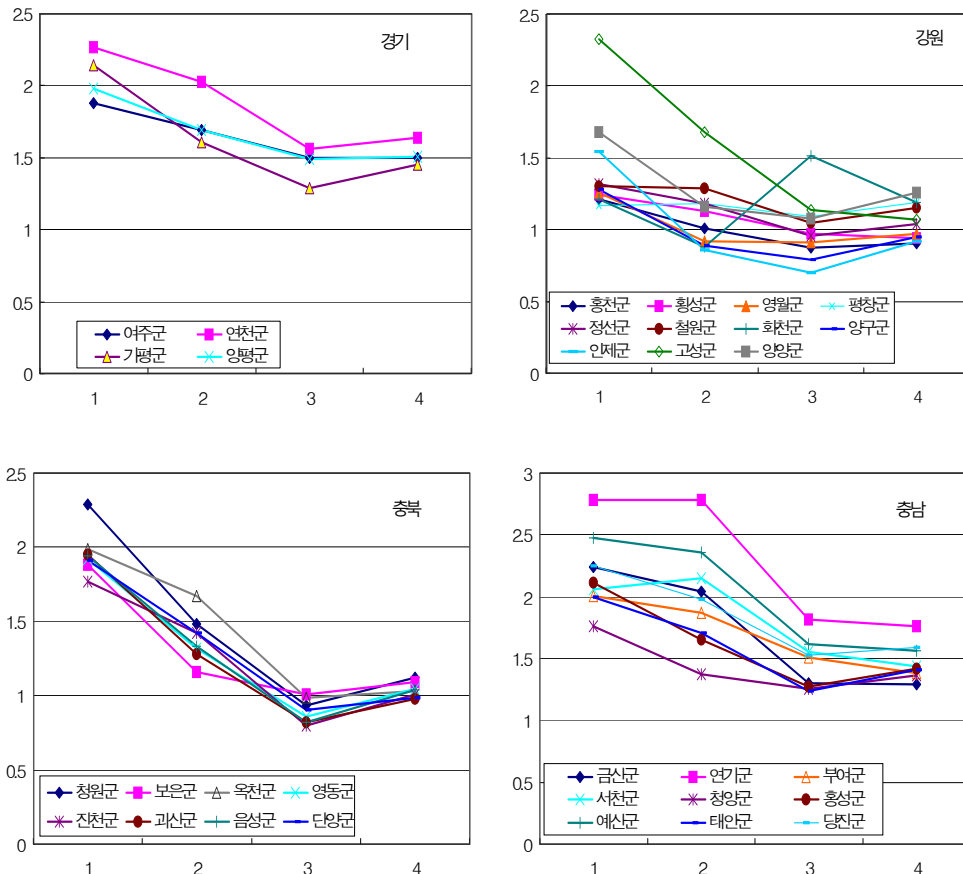 경기
2.5
2
1.5
1
0.5
0
여주군 연천군
가평군 양평군
1 2 3 4
강원
2.5
2
1.5
1
0.5
0
홍천군 횡성군 영월군 평창군
정선군 철원군 화천군 양구군
인제군 고성군 양양군
1 2 3 4
충북
2.5
2
1.5
1
0.5
0
청원군 보은군 옥천군 영동군
진천군 괴산군 음성군 단양군
1 2 3 4
충남
3
2.5
2
1.5
1
0.5
0
금산군 연기군 부여군
서천군 청양군 홍성군
예산군 태안군 당진군
1 2 3 4